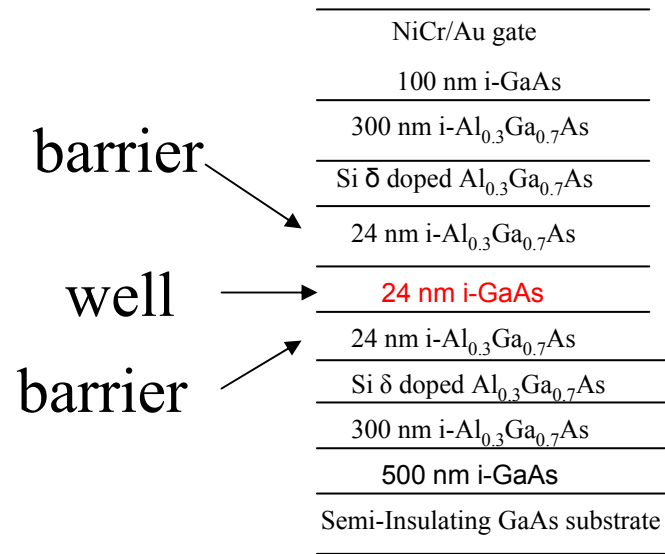 NiCr/Au gate
100 nm i-GaAs
300 nm i-Al0.3Ga0.7As
barrier
Si δ doped Al0.3Ga0.7As
24 nm i-Al0.3Ga0.7As
well
24 nm i-GaAs
24 nm i-Al0.3Ga0.7As
barrier
Si δ doped Al0.3Ga0.7As
300 nm i-Al0.3Ga0.7As
500 nm i-GaAs
Semi-Insulating GaAs substrate